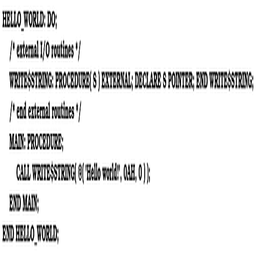 HELLO_WORLD: DO;
/* external I/O routines */
WRITE$STRING: PROCEDURE( S ) EXTERNAL; DECLARE S POINTER; END WRITE$STRING;
/* end external routines */
MAIN: PROCEDURE;
CALL WRITE$STRING( @( 'Hello world!', 0AH, 0 ) );
END MAIN;
END HELLO_WORLD;